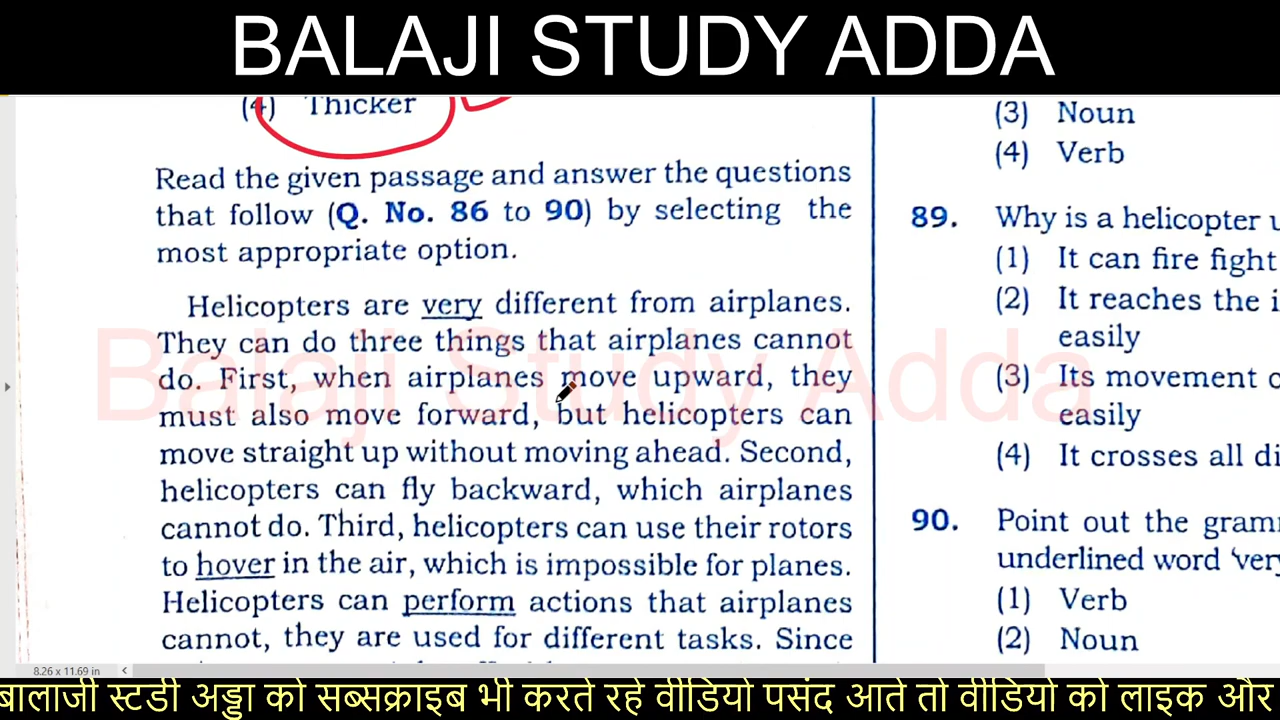 BALAJI STUDY ADDA
(4) Thicker
Read the given passage and answer the questions
that follow (Q. No. 86 to 90) by selecting the
most appropriate option.
Helicopters are very different from airplanes.
They can do three things that airplanes cannot
do. First, when airplanes move upward, they
must also move forward, but helicopters can
move straight up without moving ahead. Second,
helicopters can fly backward, which airplanes
cannot do. Third, helicopters can use their rotors
to hover in the air, which is impossible for planes.
Helicopters can perform actions that airplanes
cannot, they are used for different tasks. Since
(3) Noun
(4) Verb
89. Why is a helicopter u
(1) It can fire fight
(2) It reaches the i
easily
(3) Its movement c
easily
(4) It crosses all di
90. Point out the gram
underlined word 'very
(1) Verb
(2) Noun
Balaji Study Adda
8.26 x 11.69 in
बालाजी स्टडी अड्डा को सब्सक्राइब भी करते रहे वीडियो पसंद आते तो वीडियो को लाइक और